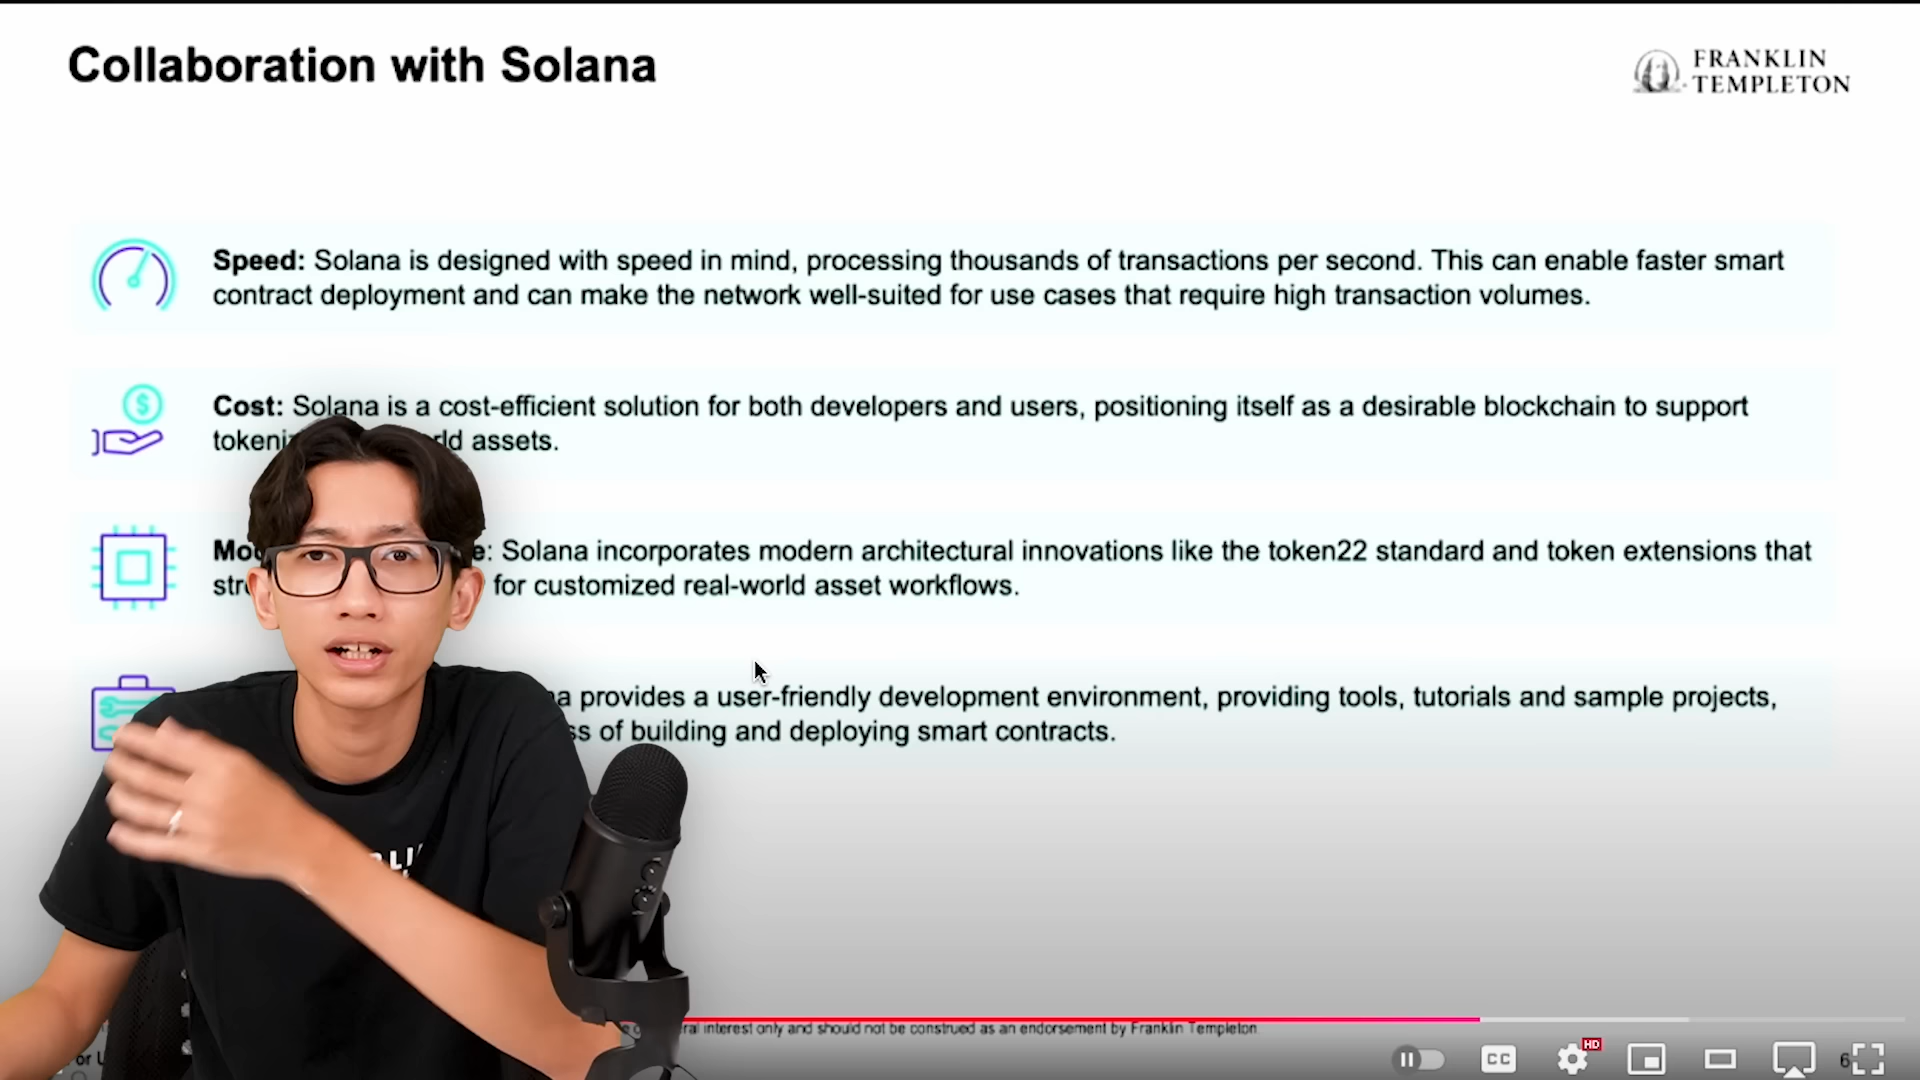 Collaboration with Solana
FRANKLIN
TEMPLETON
Speed: Solana is designed with speed in mind, processing thousands of transactions per second. This can enable faster smart
contract deployment and can make the network well-suited for use cases that require high transaction volumes.
$
Cost: Solana is a cost-efficient solution for both developers and users, positioning itself as a desirable blockchain to support
assets.
Solana incorporates modern architectural innovations like the token22 standard and token extensions that
for customized real-world asset workflows.
provides a user-friendly development environment, providing tools, tutorials and sample projects,
of building and deploying smart contracts.
interest only and should not be construed as an endorsement by Franklin Templeton
or
CC
HD
6